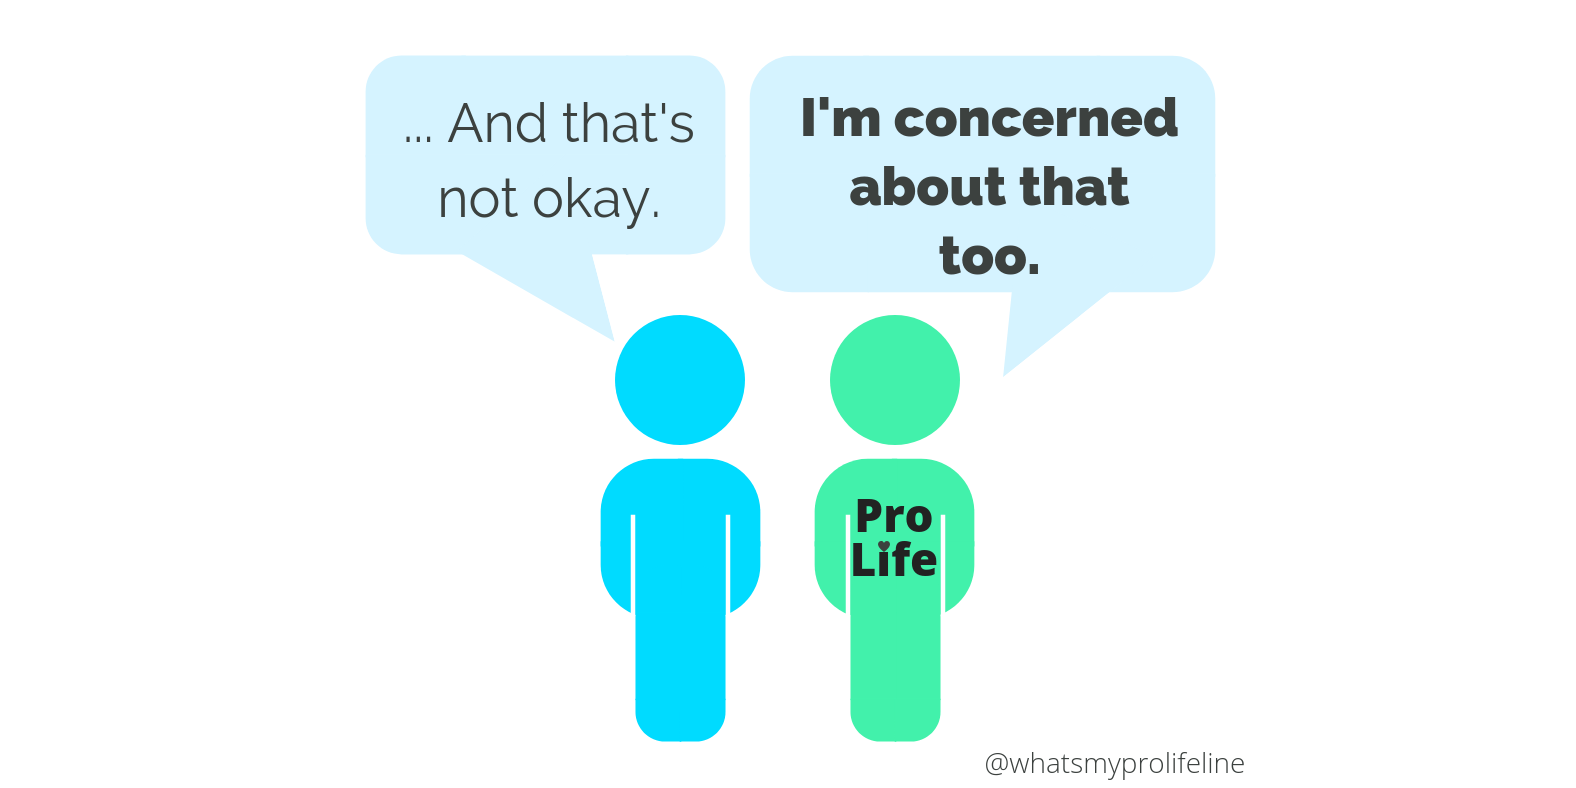 ... And that's
not okay.
I'm concerned
about that
too.
Pro
Life
@whatsmyprolifeline